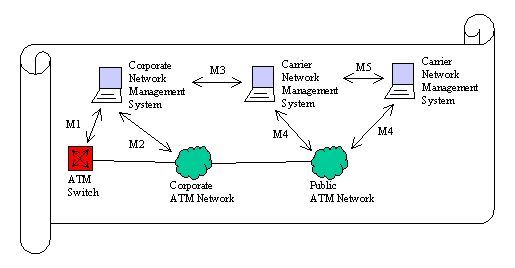 Corporate
Network
Management
System
M3
Carrier
Network
Management
System
M5
Carrier
Network
Management
System
M1
M2
M4
M4
ATM
Switch
Corporate
ATM Network
Public
ATM Network